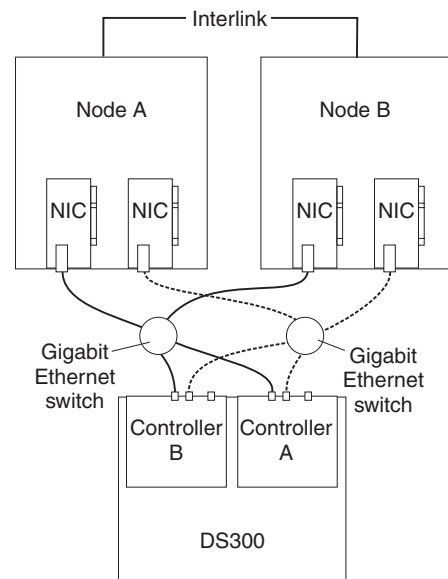 Interlink
Node A
Node B
NIC
NIC
NIC
NIC
Gigabit
Ethernet
switch
Gigabit
Ethernet
switch
Controller
B
Controller
A
DS300